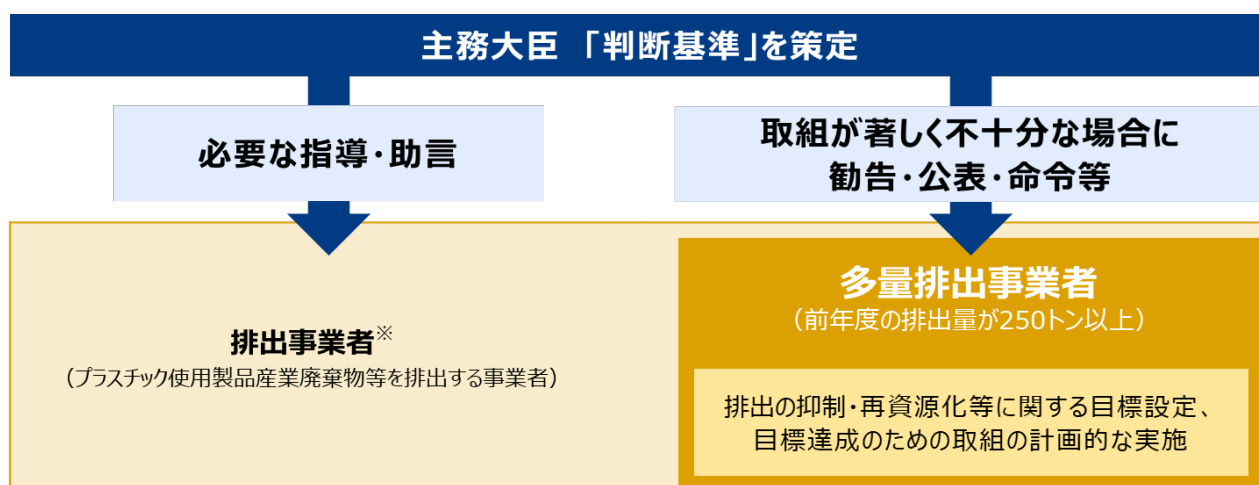 主務大臣 「判断基準」を策定
必要な指導・助言
取組が著しく不十分な場合に
勧告・公表・命令等
排出事業者※
（プラスチック使用製品産業廃棄物等を排出する事業者）
多量排出事業者
（前年度の排出量が250トン以上）
排出の抑制・再資源化等に関する目標設定、
目標達成のための取組の計画的な実施